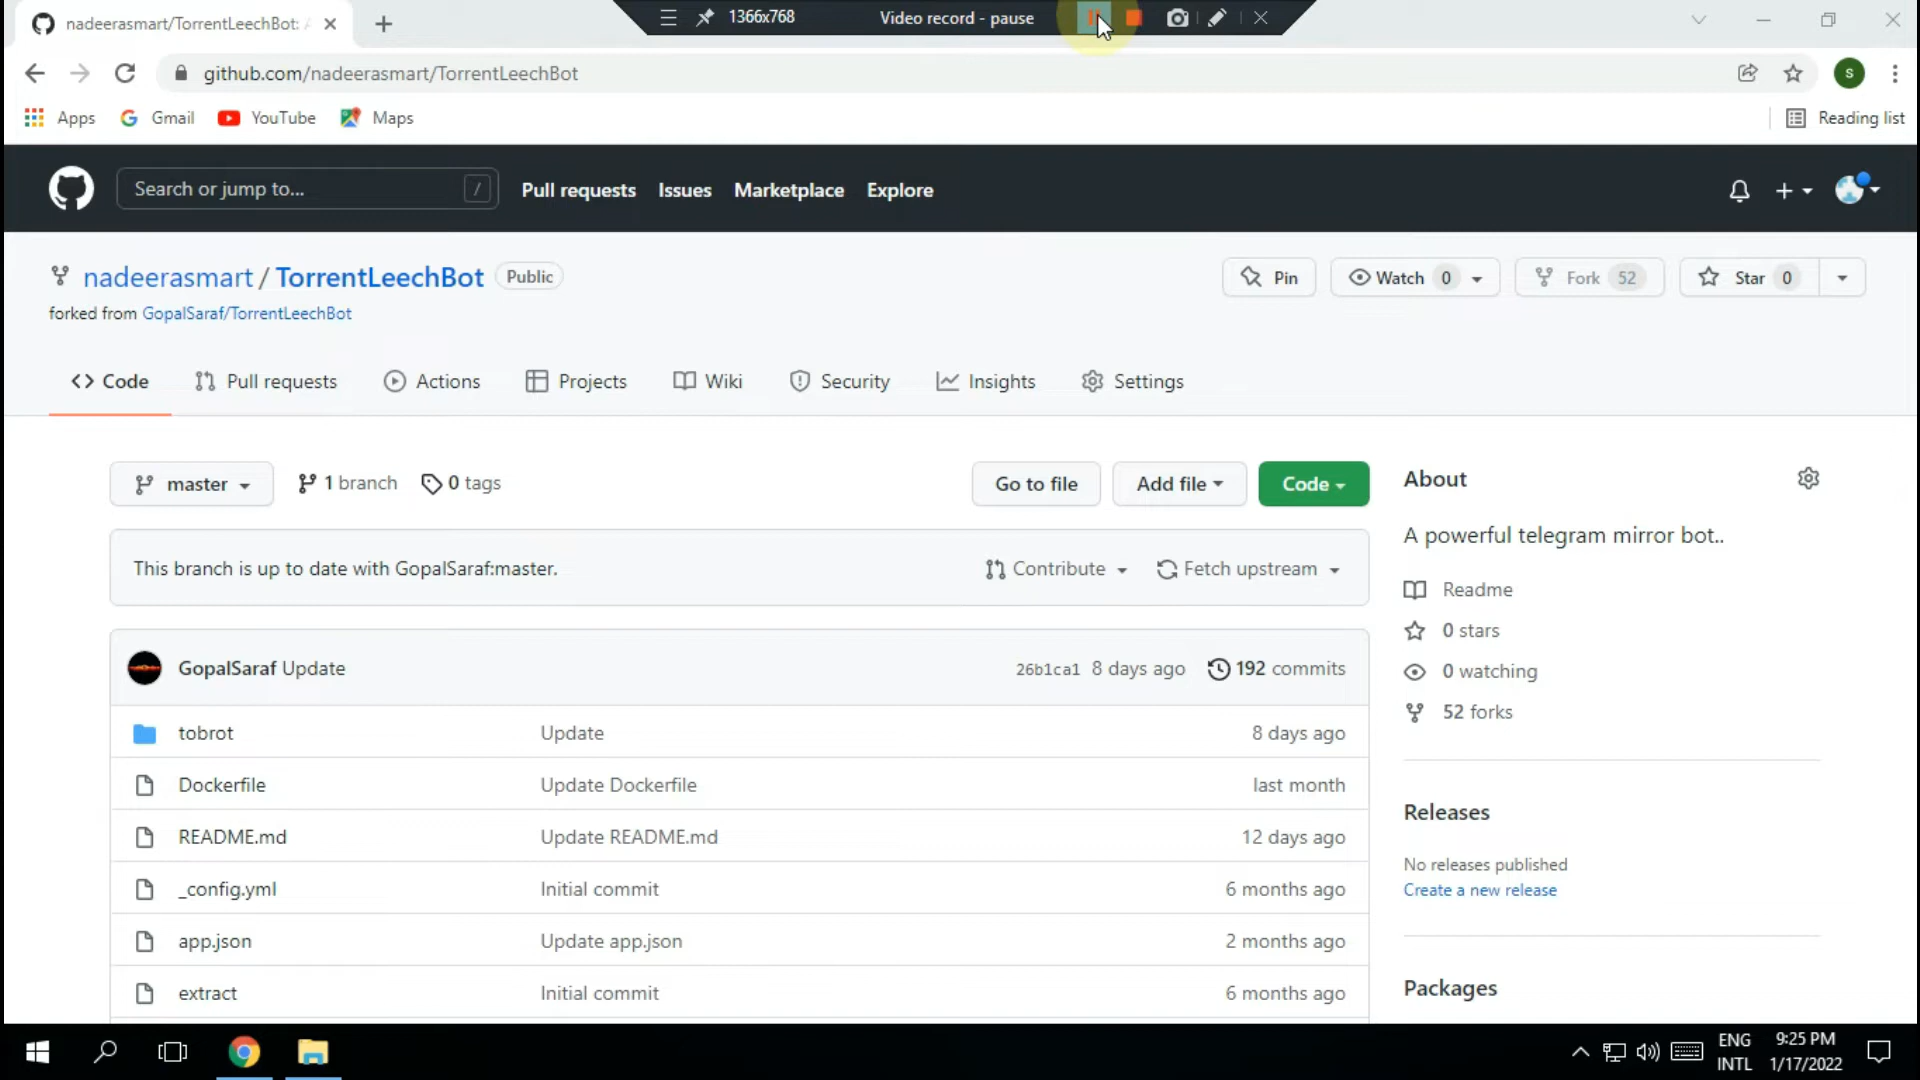 nadeerasmart/TorrentLeechBot: A
1366x768
Video record - pause
github.com/nadeerasmart/TorrentLeechBot
S
Apps
Gmail
YouTube
Maps
Reading list
Search or jump to...
/
Pull requests
Issues
Marketplace
Explore
nadeerasmart / TorrentLeechBot
Public
Pin
Watch 0
Fork 52
Star 0
forked from GopalSaraf/TorrentLeechBot
Code
Pull requests
Actions
Projects
Wiki
Security
Insights
Settings
master
1 branch
0 tags
Go to file
Add file
Code
About
A powerful telegram mirror bot..
This branch is up to date with GopalSaraf:master.
Contribute
Fetch upstream
Readme
0 stars
0 watching
52 forks
GopalSaraf Update
26b1ca1 8 days ago
192 commits
tobrot Update 8 days ago
Dockerfile Update Dockerfile last month
README.md Update README.md 12 days ago
_config.yml Initial commit 6 months ago
app.json Update app.json 2 months ago
extract Initial commit 6 months ago
Releases
No releases published
Create a new release
Packages
ENG
INTL
9:25 PM
1/17/2022